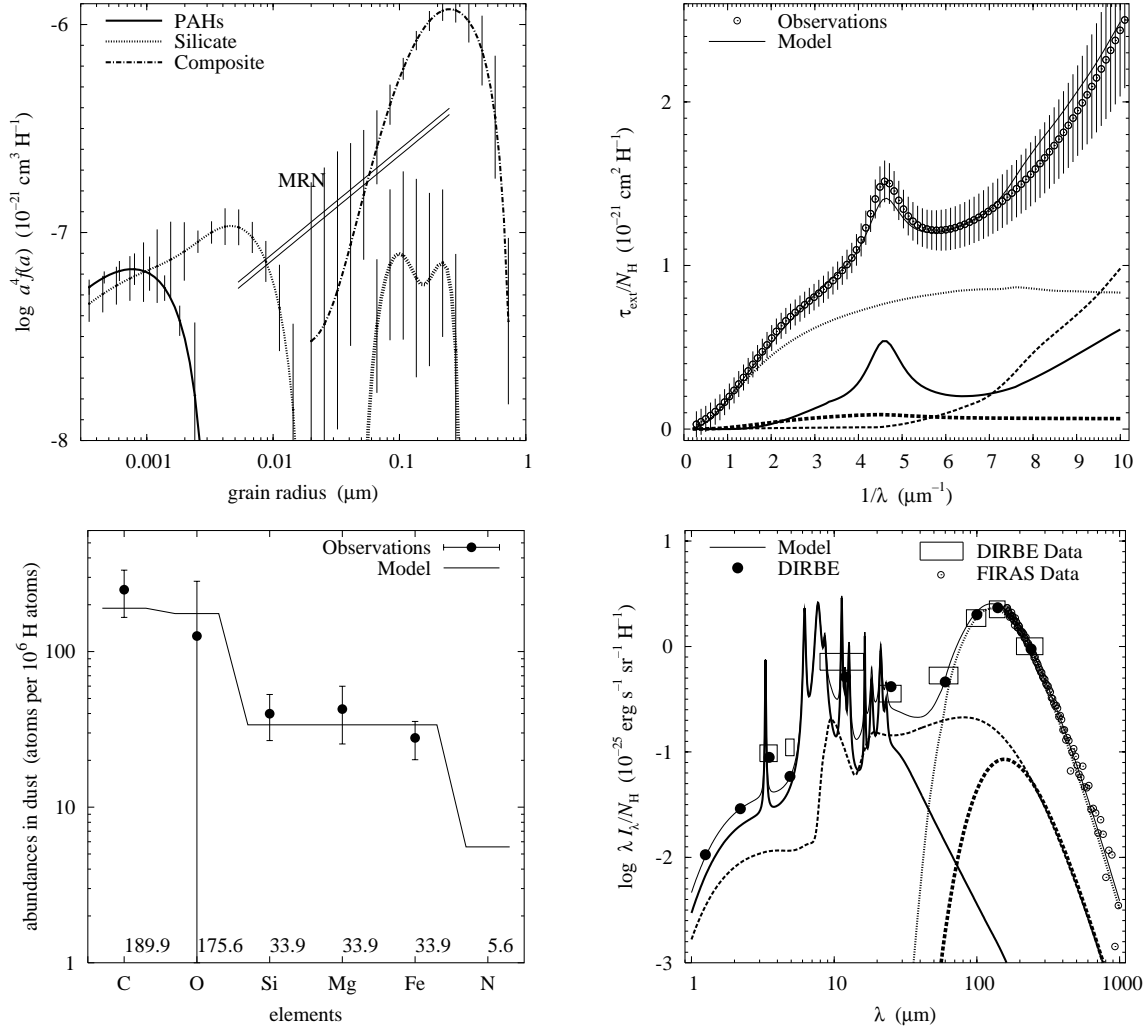 PAHs
Silicate
Composite
MRN
-6
-7
-8
log a⁴f(a) (10⁻²¹ cm³ H⁻¹)
0.001 0.01 0.1 1
grain radius (μm)
Observations
Model
2
1
0
τext/NH (10⁻²¹ cm² H⁻¹)
0 1 2 3 4 5 6 7 8 9 10
1/λ (μm⁻¹)
Observations
Model
100
10
1
abundances in dust (atoms per 10⁶ H atoms)
189.9 175.6 33.9 33.9 33.9 5.6
C O Si Mg Fe N
elements
Model
DIRBE
DIRBE Data
FIRAS Data
1
0
-1
-2
-3
log λ Iλ/NH (10⁻²⁵ erg s⁻¹ sr⁻¹ H⁻¹)
1 10 100 1000
λ (μm)